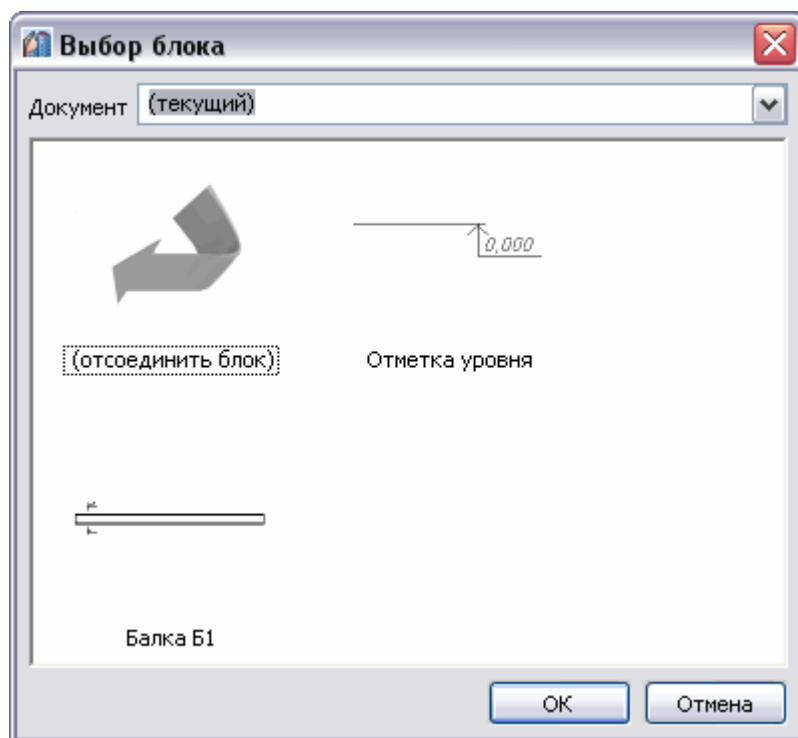 Выбор блока
Документ (текущий)
0,000
(отсоединить блок) Отметка уровня
Балка Б1
OK Отмена